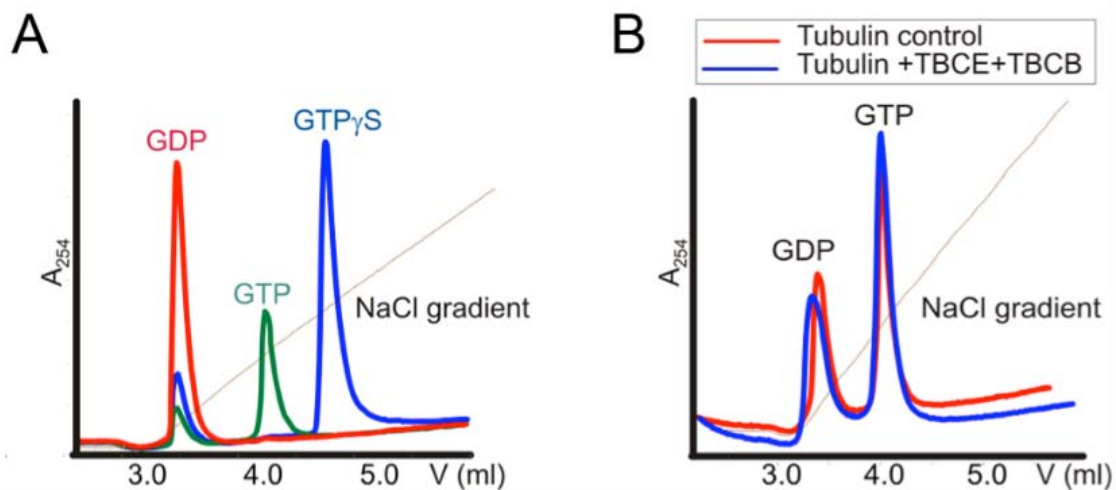 A
GDP
GTPγS
GTP
NaCl gradient
A254
3.0 4.0 5.0 V (ml)
B
Tubulin control
Tubulin +TBCE+TBCB
GTP
GDP
NaCl gradient
A254
3.0 4.0 5.0 V (ml)